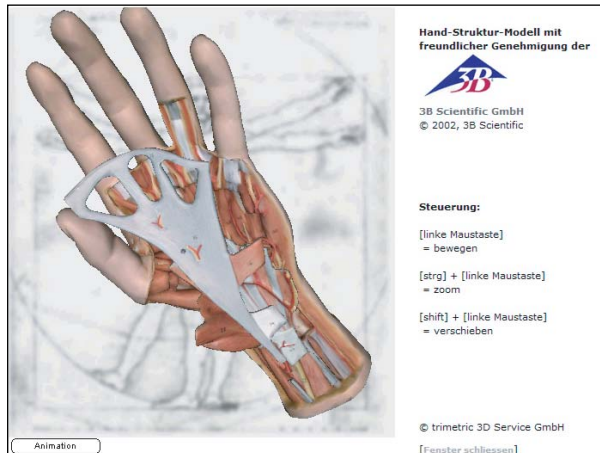 Hand-Struktur-Modell mit
freundlicher Genehmigung der
3B
3B Scientific GmbH
© 2002, 3B Scientific
Steuerung:
[linke Maustaste]
= bewegen
[strg] + [linke Maustaste]
= zoom
[shift] + [linke Maustaste]
= verschieben
© trimetric 3D Service GmbH
[Fenster schliessen]
Animation